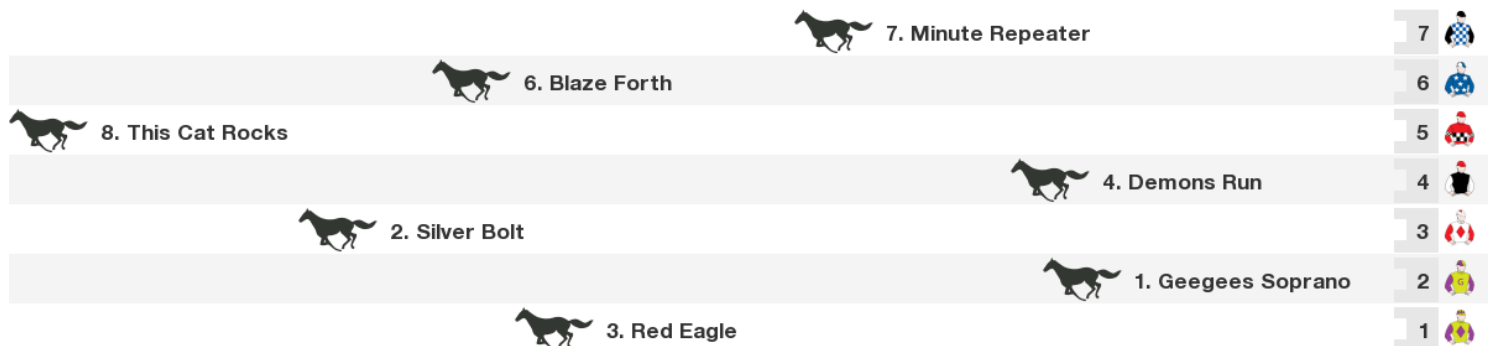 7. Minute Repeater 7
6. Blaze Forth 6
8. This Cat Rocks 5
4. Demons Run 4
2. Silver Bolt 3
1. Geegees Soprano 2 G
3. Red Eagle 1